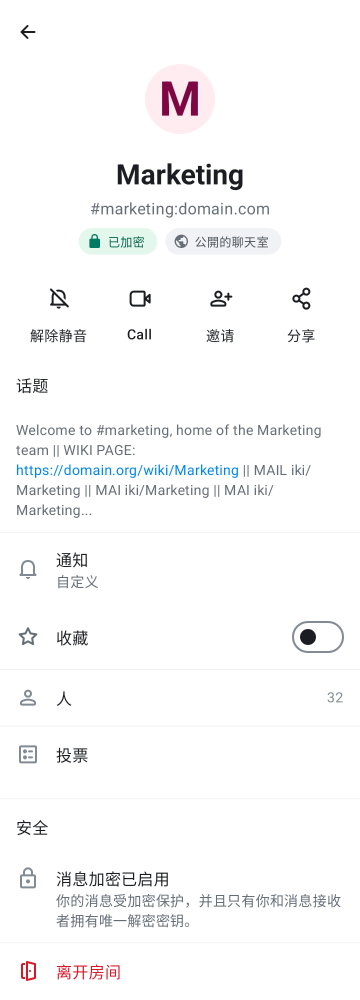 M
Marketing
#marketing:domain.com
已加密
公開的聊天室
解除静音
Call
邀请
分享
话题
Welcome to #marketing, home of the Marketing
team || WIKI PAGE:
https://domain.org/wiki/Marketing || MAIL iki/
Marketing || MAI iki/Marketing || MAI iki/
Marketing...
通知
自定义
收藏
人
32
投票
安全
消息加密已启用
你的消息受加密保护，并且只有你和消息接收
者拥有唯一解密密钥。
离开房间